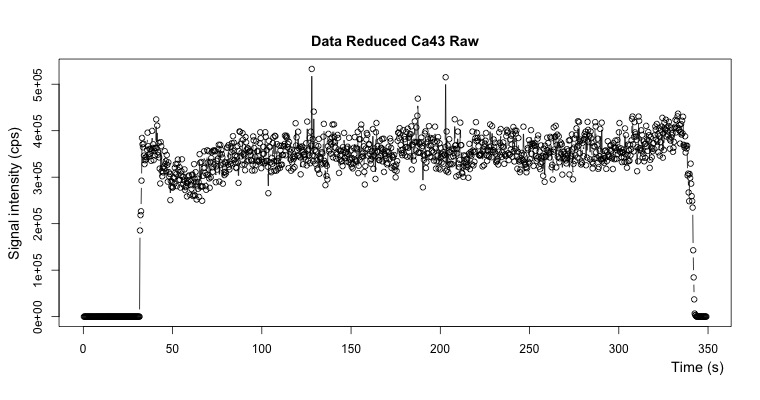 Data Reduced Ca43 Raw
Signal intensity (cps)
5e+05
4e+05
3e+05
2e+05
1e+05
0e+00
0 50 100 150 200 250 300 350
Time (s)